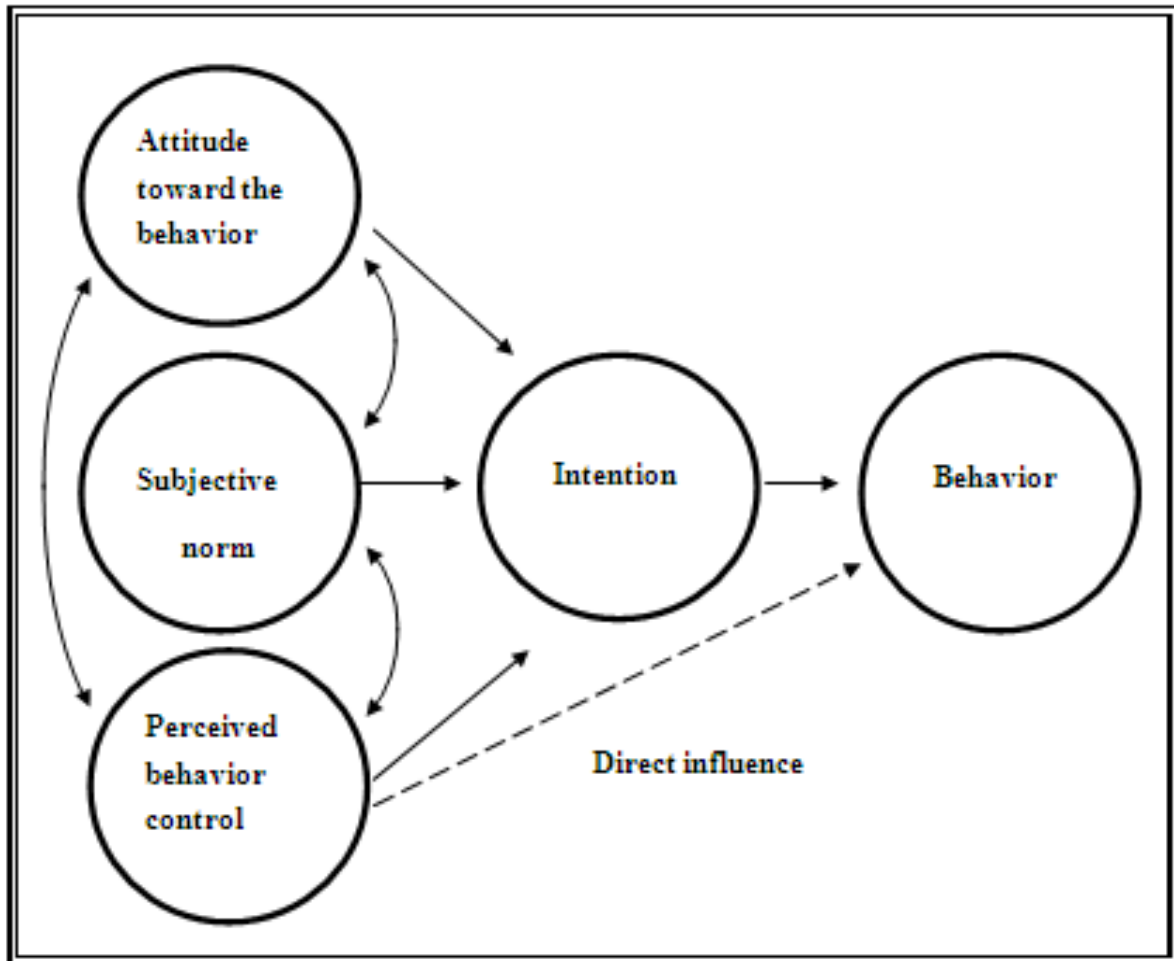 Attitude
toward the
behavior
Subjective
norm
Intention
Behavior
Perceived
behavior
control
Direct influence